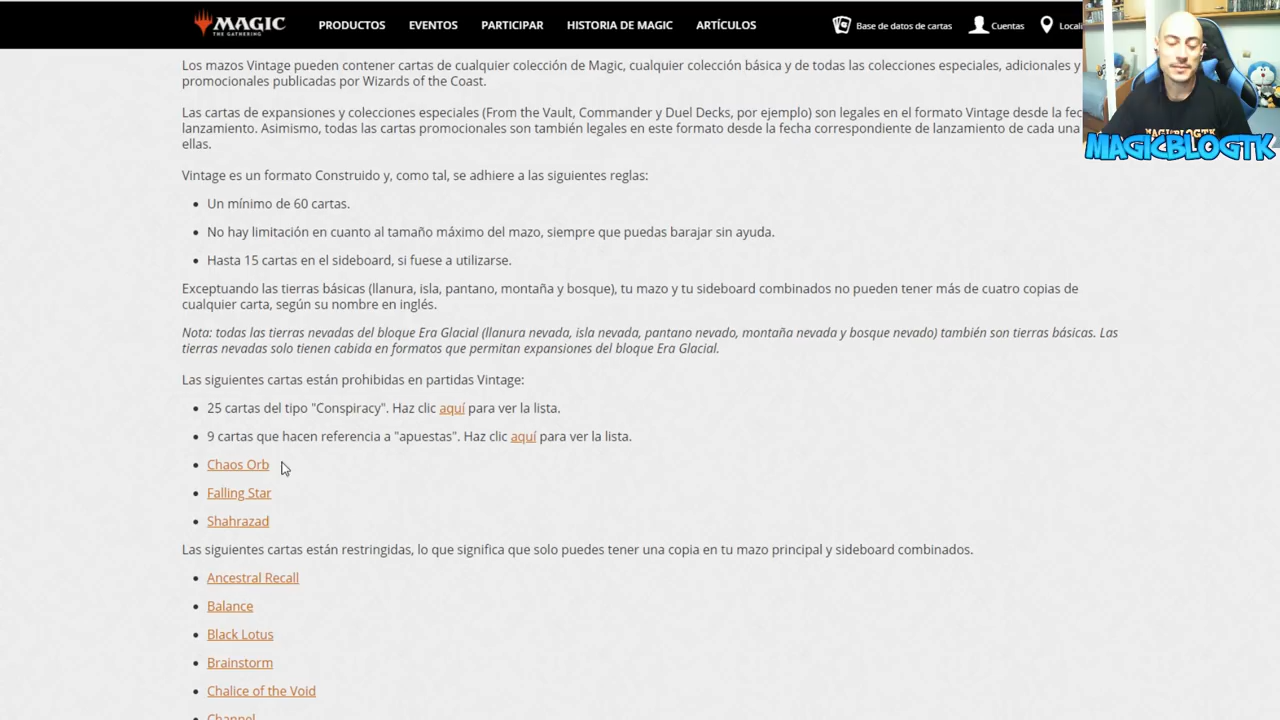 MAGIC
THE GATHERING
PRODUCTOS
EVENTOS
PARTICIPAR
HISTORIA DE MAGIC
ARTÍCULOS
Base de datos de cartas
Cuentas
Locali
Los mazos Vintage pueden contener cartas de cualquier colección de Magic, cualquier colección básica y de todas las colecciones especiales, adicionales y
promocionales publicadas por Wizards of the Coast.
Las cartas de expansiones y colecciones especiales (From the Vault, Commander y Duel Decks, por ejemplo) son legales en el formato Vintage desde la fec
lanzamiento. Asimismo, todas las cartas promocionales son también legales en este formato desde la fecha correspondiente de lanzamiento de cada una
ellas.
MAGICBLOGTK
MAGICBLOGTK
Vintage es un formato Construido y, como tal, se adhiere a las siguientes reglas:
• Un mínimo de 60 cartas.
• No hay limitación en cuanto al tamaño máximo del mazo, siempre que puedas barajar sin ayuda.
• Hasta 15 cartas en el sideboard, si fuese a utilizarse.
Exceptuando las tierras básicas (llanura, isla, pantano, montaña y bosque), tu mazo y tu sideboard combinados no pueden tener más de cuatro copias de
cualquier carta, según su nombre en inglés.
Nota: todas las tierras nevadas del bloque Era Glacial (llanura nevada, isla nevada, pantano nevado, montaña nevada y bosque nevado) también son tierras básicas. Las
tierras nevadas solo tienen cabida en formatos que permitan expansiones del bloque Era Glacial.
Las siguientes cartas están prohibidas en partidas Vintage:
• 25 cartas del tipo "Conspiracy". Haz clic aquí para ver la lista.
• 9 cartas que hacen referencia a "apuestas". Haz clic aquí para ver la lista.
• Chaos Orb
• Falling Star
• Shahrazad
Las siguientes cartas están restringidas, lo que significa que solo puedes tener una copia en tu mazo principal y sideboard combinados.
• Ancestral Recall
• Balance
• Black Lotus
• Brainstorm
• Chalice of the Void
• Channel